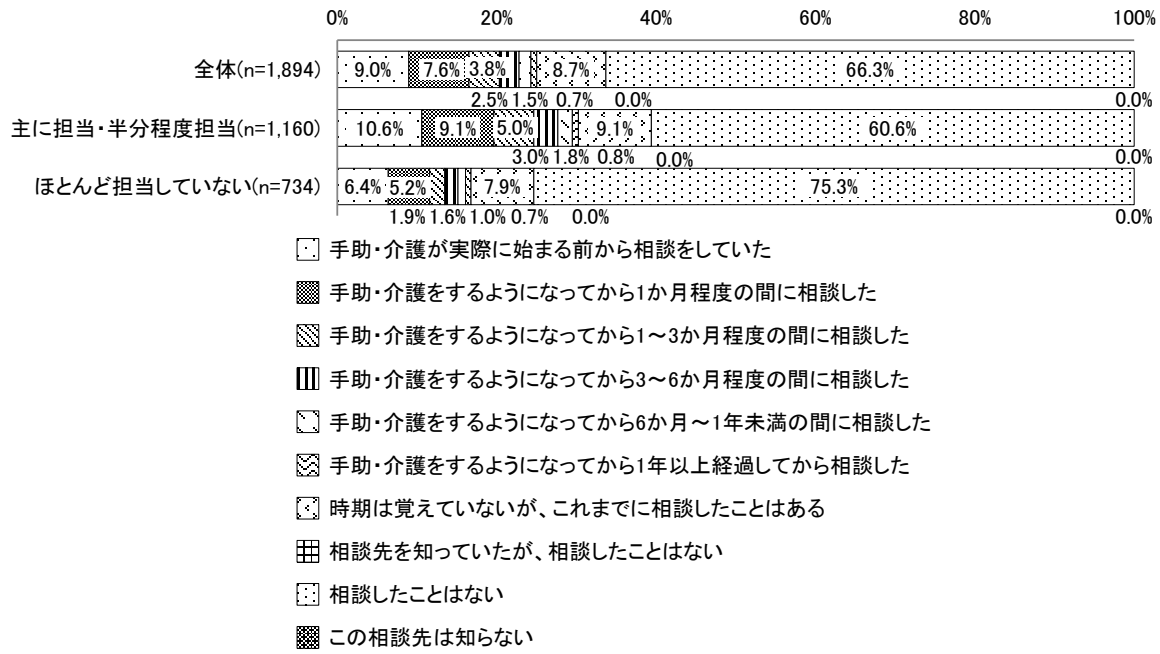 0% 20% 40% 60% 80% 100%
全体(n=1,894) 9.0% 7.6% 3.8% 8.7% 66.3%
2.5% 1.5% 0.7% 0.0% 0.0%
主に担当・半分程度担当(n=1,160) 10.6% 9.1% 5.0% 9.1% 60.6%
3.0% 1.8% 0.8% 0.0% 0.0%
ほとんど担当していない(n=734) 6.4% 5.2% 7.9% 75.3%
1.9% 1.6% 1.0% 0.7% 0.0% 0.0%
手助・介護が実際に始まる前から相談をしていた
手助・介護をするようになってから1か月程度の間に相談した
手助・介護をするようになってから1～3か月程度の間に相談した
手助・介護をするようになってから3～6か月程度の間に相談した
手助・介護をするようになってから6か月～1年未満の間に相談した
手助・介護をするようになってから1年以上経過してから相談した
時期は覚えていないが、これまでに相談したことはある
相談先を知っていたが、相談したことはない
相談したことはない
この相談先は知らない